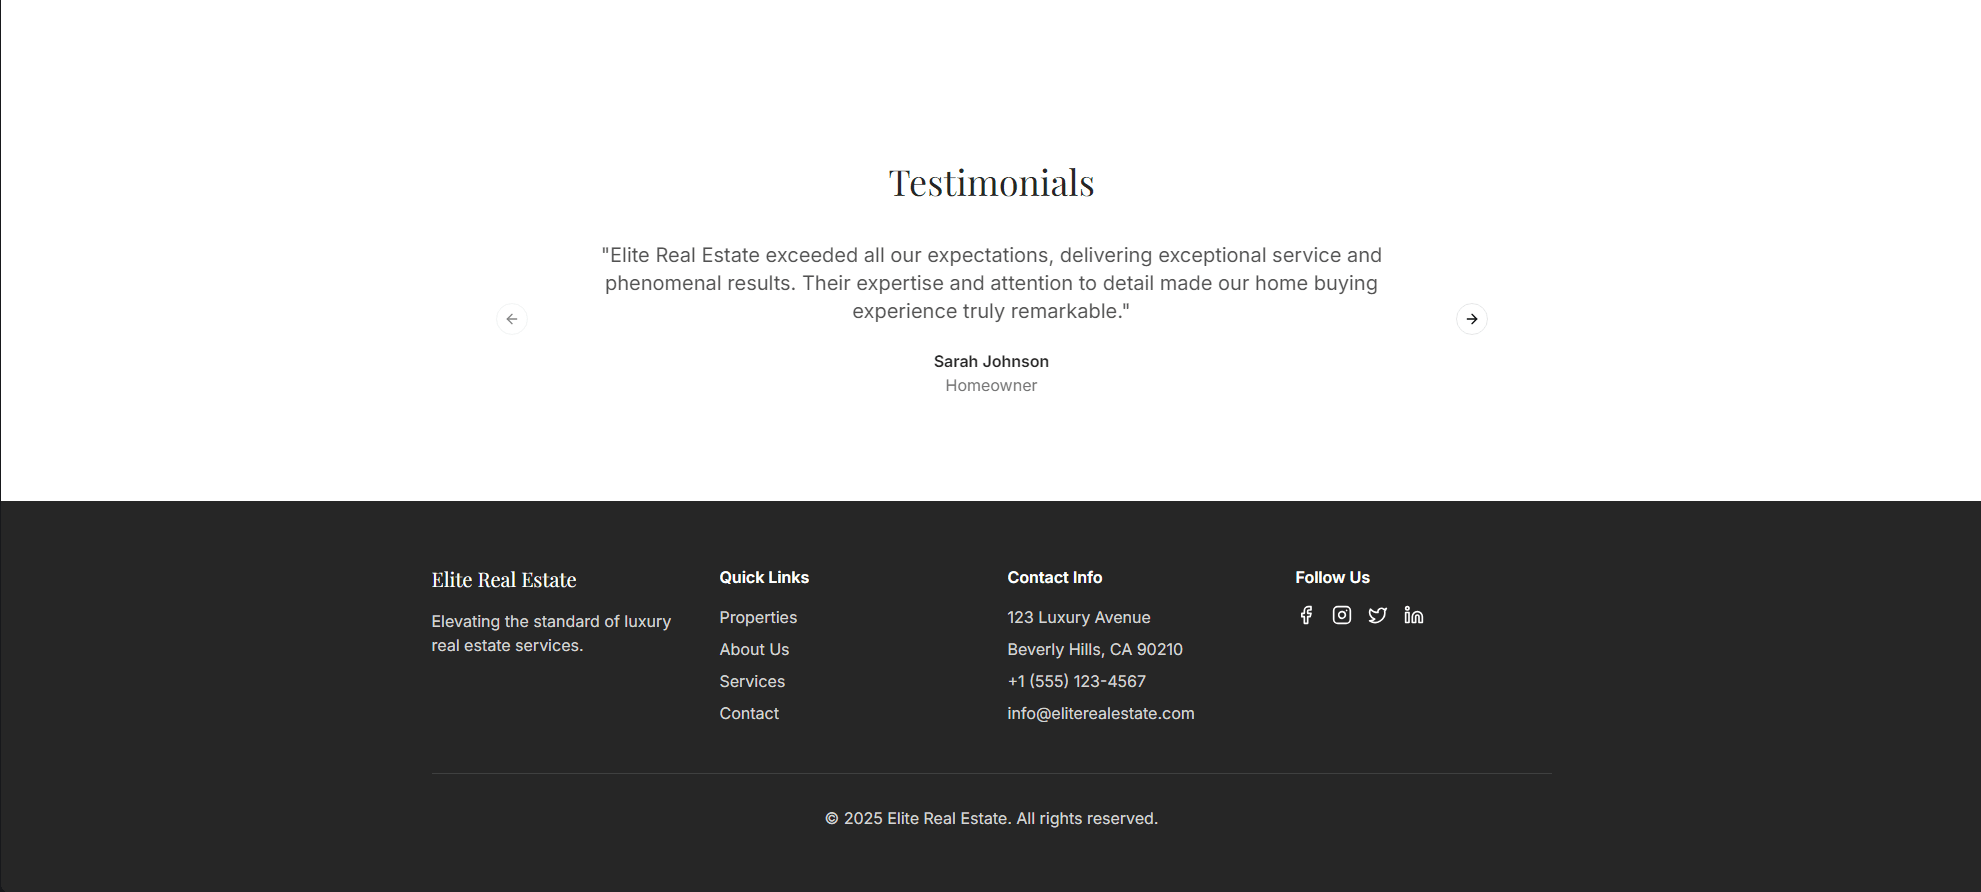 Testimonials
"Elite Real Estate exceeded all our expectations, delivering exceptional service and
phenomenal results. Their expertise and attention to detail made our home buying
experience truly remarkable."
Sarah Johnson
Homeowner
Elite Real Estate
Elevating the standard of luxury
real estate services.
Quick Links
Properties
About Us
Services
Contact
Contact Info
123 Luxury Avenue
Beverly Hills, CA 90210
+1 (555) 123-4567
info@eliterealestate.com
Follow Us
© 2025 Elite Real Estate. All rights reserved.